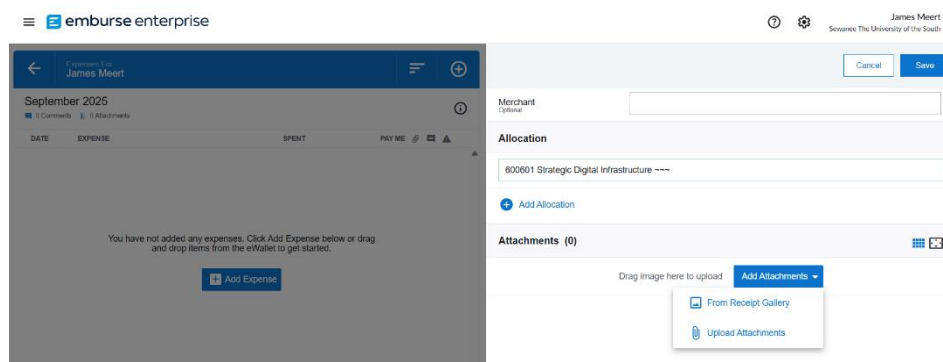 emburse enterprise
James Meert
Sewanee The University of the South
Expenses For
James Meert
September 2025
0 Comments 0 Attachments
DATE EXPENSE SPENT PAY ME
You have not added any expenses. Click Add Expense below or drag
and drop items from the eWallet to get started.
Add Expense
Cancel Save
Merchant
Optional
Allocation
600601 Strategic Digital Infrastructure ~~~
Add Allocation
Attachments (0)
Drag image here to upload Add Attachments
From Receipt Gallery
Upload Attachments